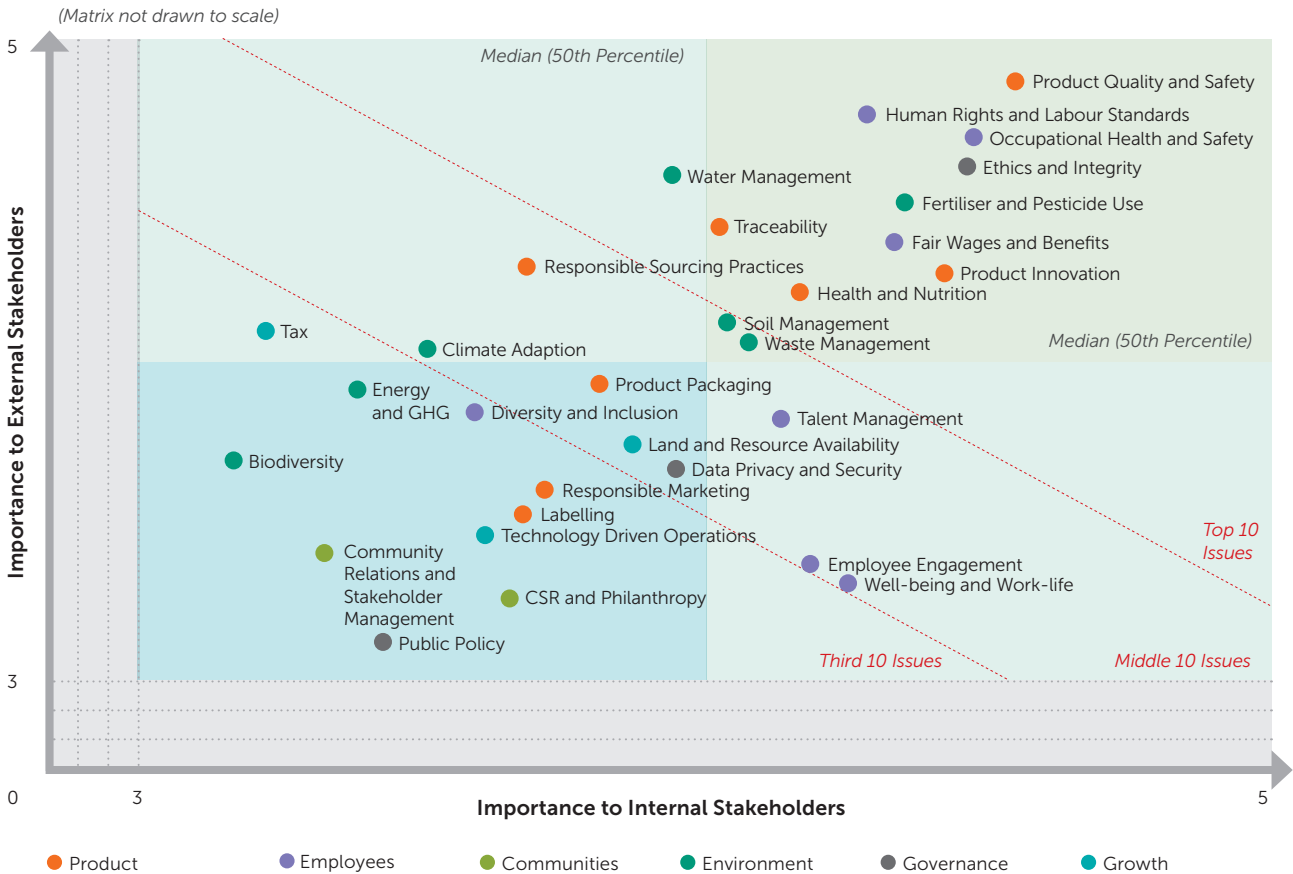 (Matrix not drawn to scale)
5
Median (50th Percentile)
Product Quality and Safety
Human Rights and Labour Standards
Occupational Health and Safety
Ethics and Integrity
Water Management
Fertiliser and Pesticide Use
Traceability
Fair Wages and Benefits
Responsible Sourcing Practices
Product Innovation
Health and Nutrition
Soil Management
Tax
Waste Management
Median (50th Percentile)
Climate Adaption
Product Packaging
Energy
and GHG
Diversity and Inclusion
Talent Management
Land and Resource Availability
Biodiversity
Data Privacy and Security
Responsible Marketing
Labelling
Technology Driven Operations
Top 10
Issues
Community
Relations and
Stakeholder
Management
Employee Engagement
Well-being and Work-life
CSR and Philanthropy
Public Policy
Third 10 Issues
Middle 10 Issues
Importance to External Stakeholders
3
0
3
5
Importance to Internal Stakeholders
Product
Employees
Communities
Environment
Governance
Growth